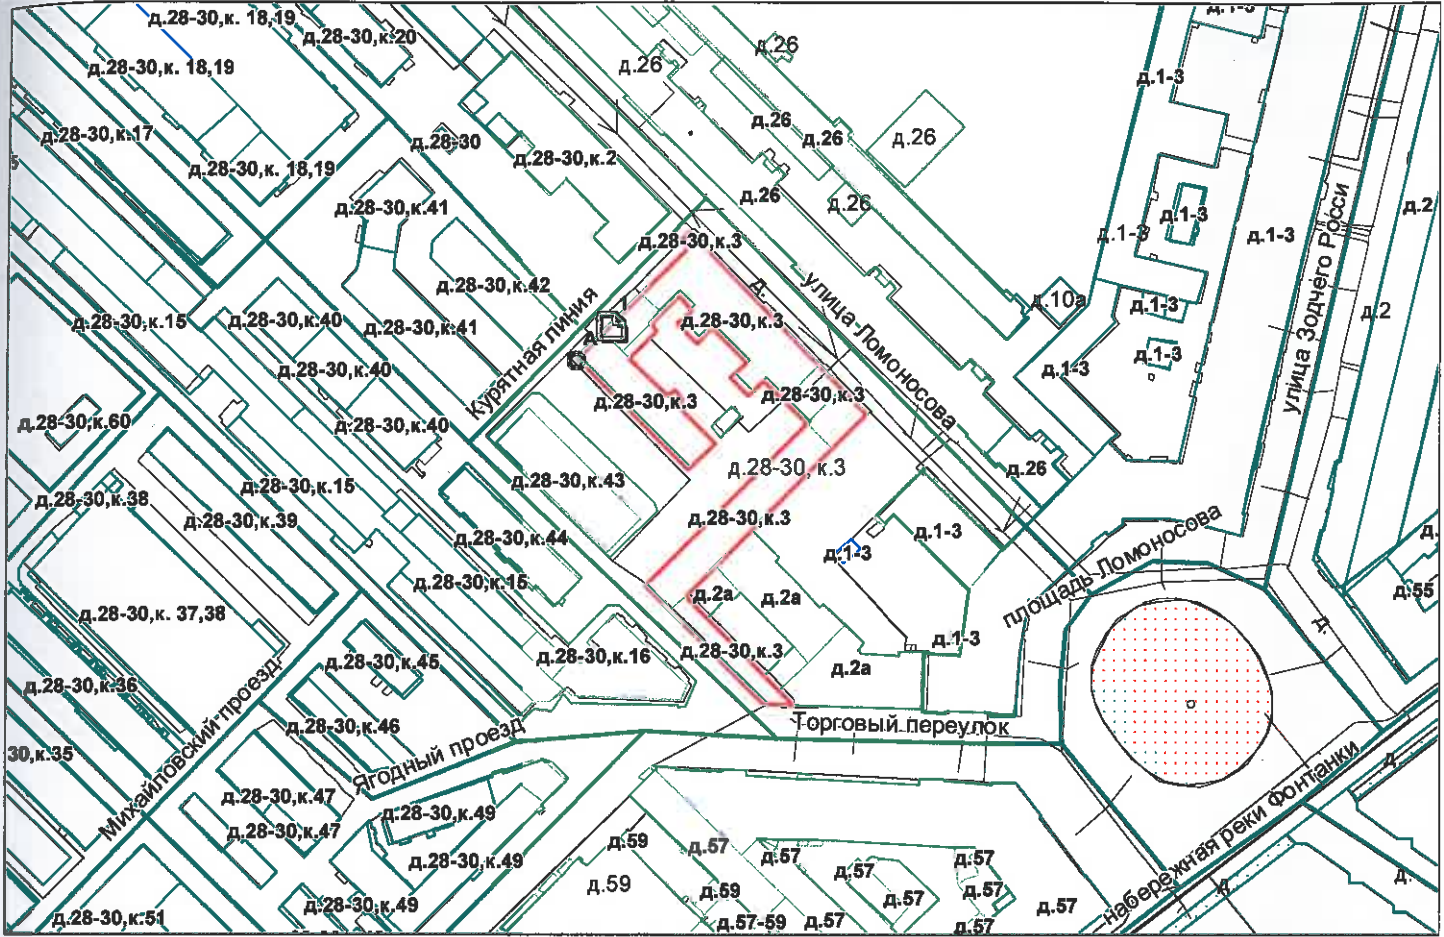 д.28-30,к. 18,19
д.28-30,к.20
д.26
д.26
д.1-3
д.28-30,к. 18,19
д.1-3
д.28-30,к.17
д.28-30
д.26
д.26
д.26
д.28-30,к.2
д.28-30,к. 18,19
д.26
д.26
д.28-30,к.41
д.1-3
д.2
д.28-30,к.3
д.1-3
д.1-3
улица Зодчего Росси
д.28-30,к.42
д.
улица Ломоносова
д.10а
д.1-3
д.2
д.28-30,к.15
д.28-30,к.40
д.28-30,к.41
Курятная линия
д.28-30,к.3
д.1-3
д.28-30,к.40
д.1-3
д.28-30,к.3
д.28-30,к.3
д.28-30,к.60
д.28-30,к.40
д.28-30, к.3
д.26
д.28-30,к.43
д.28-30,к.15
д.28-30,к.38
д.28-30,к.39
д.28-30,к.3
д.28-30,к.44
д.1-3
д.1-3
площадь Ломоносова
д.
д.28-30,к.15
д.2а
д.2а
д.55
д.28-30,к. 37,38
д.
д.1-3
д.28-30,к.3
д.28-30,к.16
д.28-30,к.45
д.2а
д.28-30,к.36
Михайловский проезд
д.28-30,к.46
Торговый переулок
Ягодный проезд
30,к.35
д.
набережная реки Фонтанки
д.28-30,к.47
д.28-30,к.49
д.28-30,к.47
д.59
д.57
д.57
д.57
д.28-30,к.49
д.57
д.59
д.59
д.57
д.57
д.
д.
д.28-30,к.49
д.57
д.28-30,к.51
д.57-59
д.57
д.57